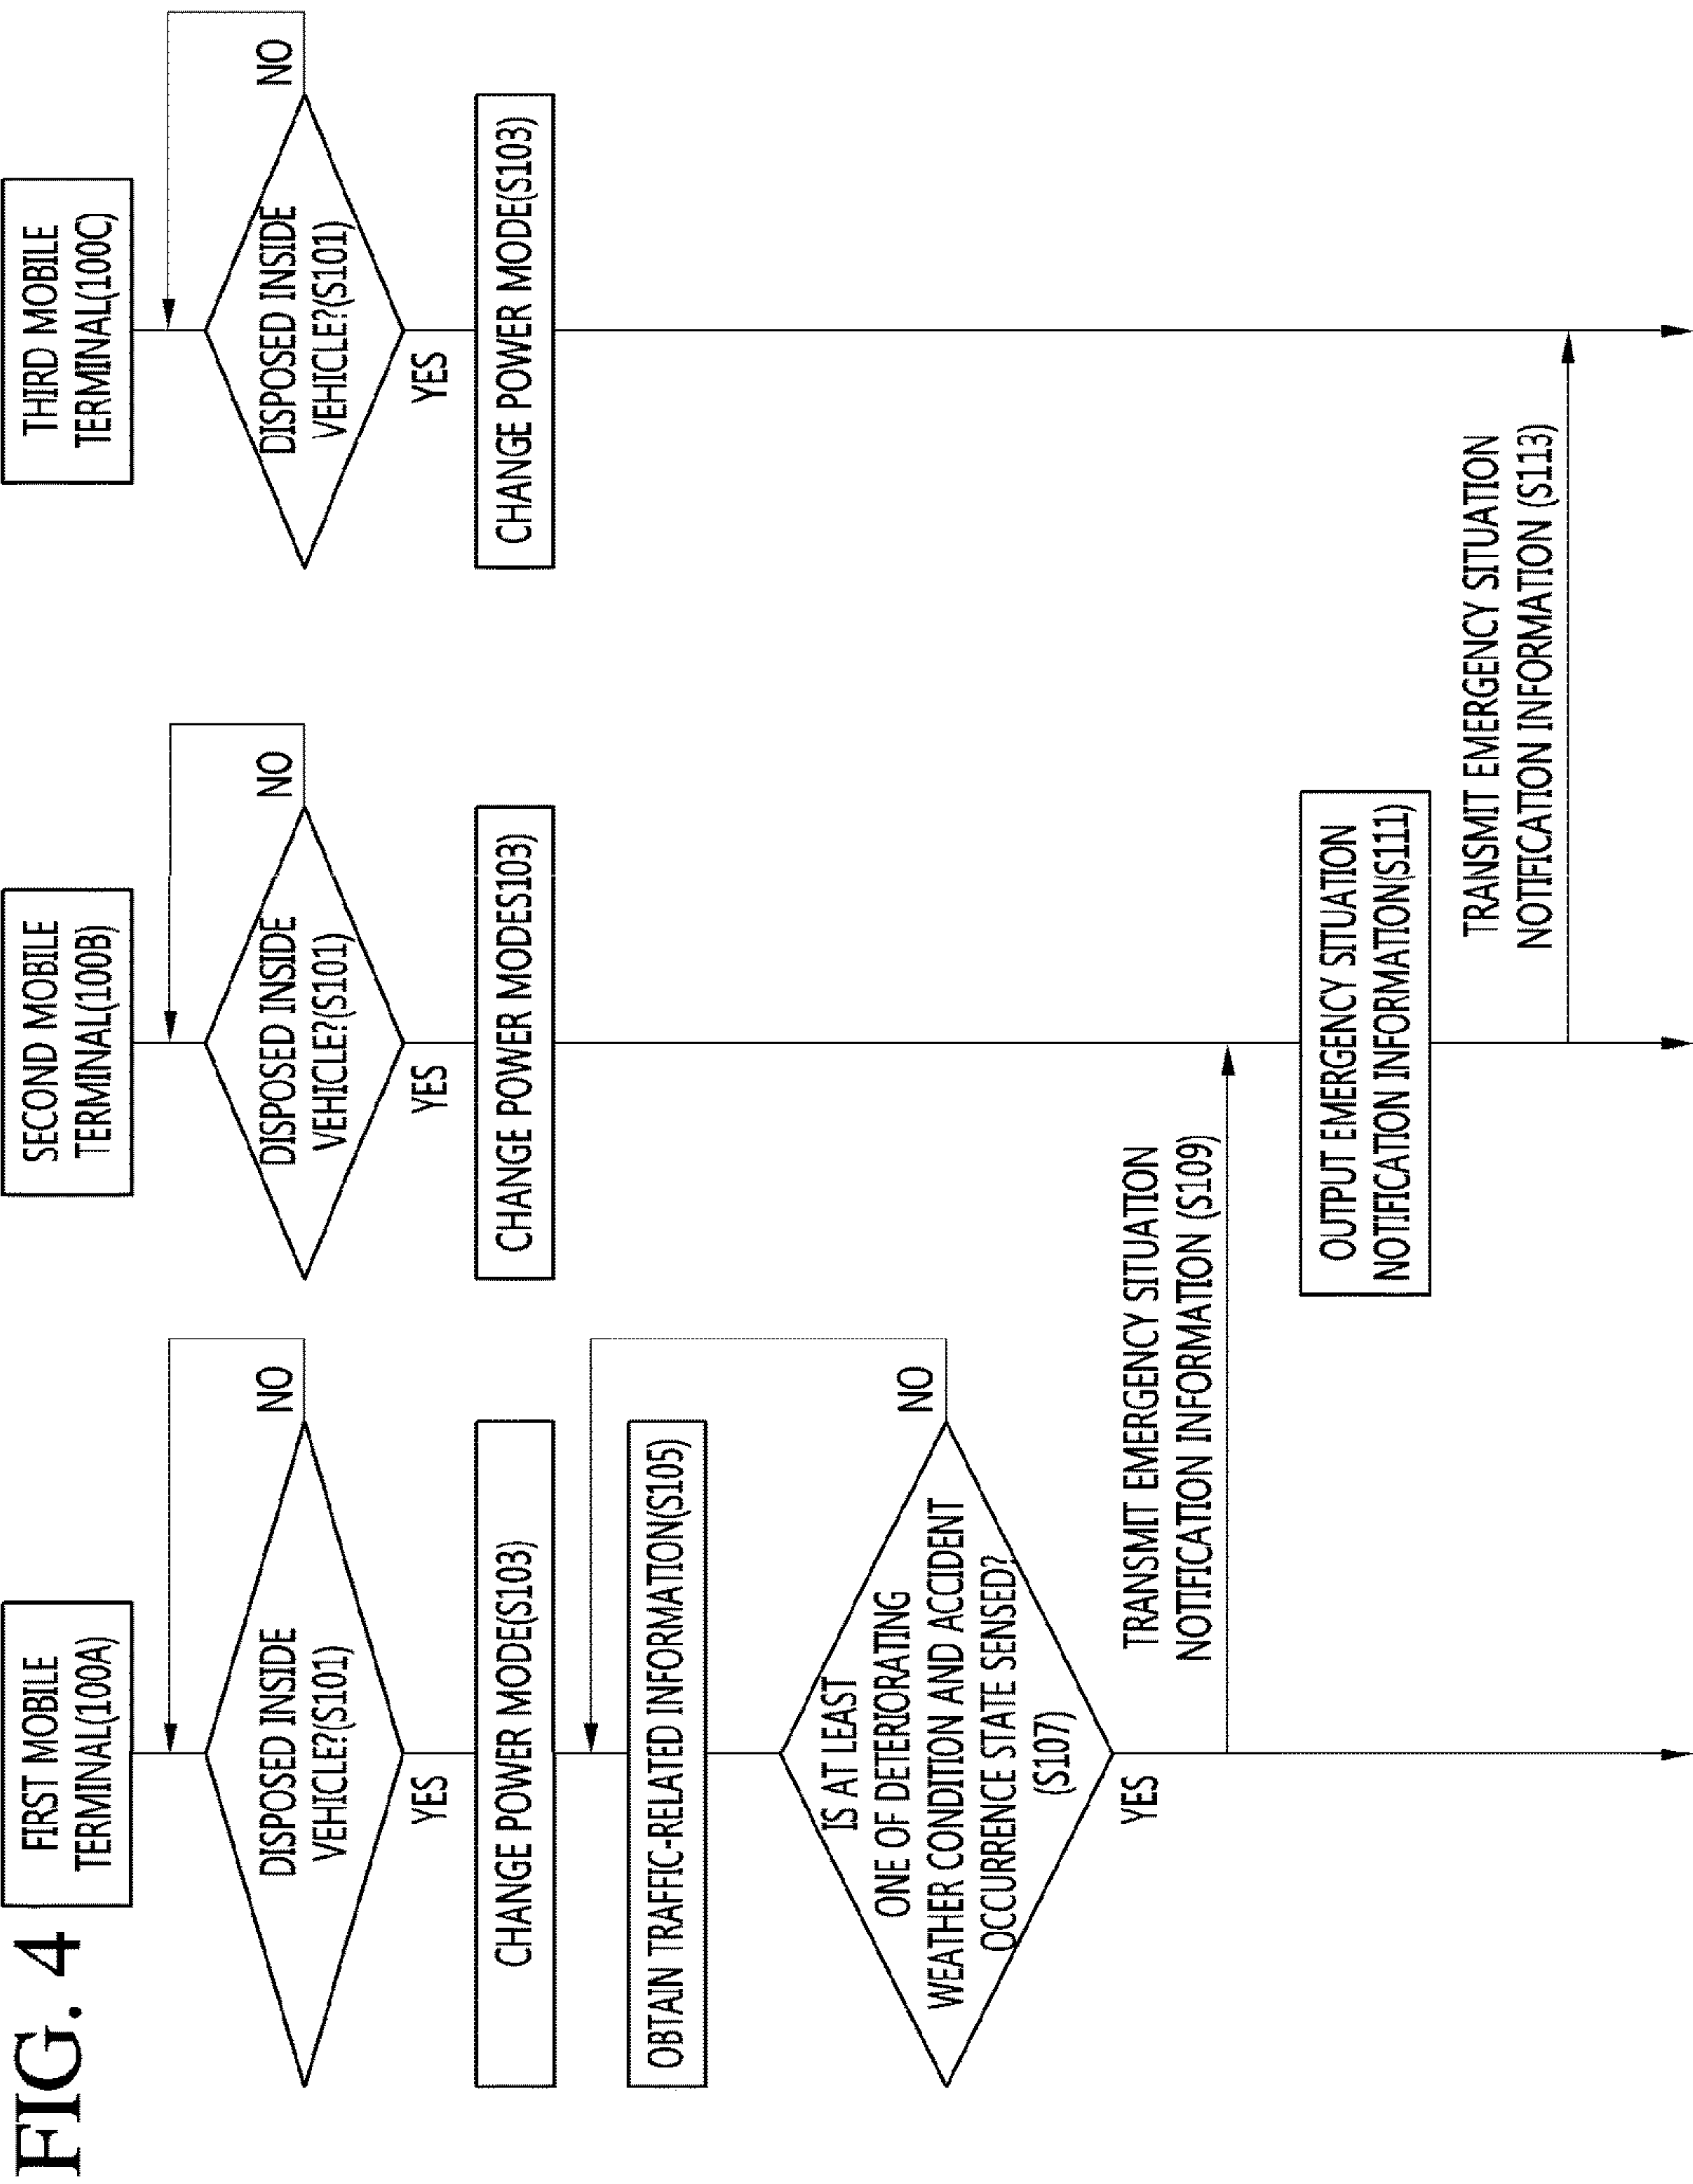 FIG. 4
FIRST MOBILE
TERMINAL(100A)
SECOND MOBILE
TERMINAL(100B)
THIRD MOBILE
TERMINAL(100C)
DISPOSED INSIDE
VEHICLE?(S101)
NO
YES
DISPOSED INSIDE
VEHICLE?(S101)
NO
YES
DISPOSED INSIDE
VEHICLE?(S101)
NO
YES
CHANGE POWER MODE(S103)
CHANGE POWER MODES103)
CHANGE POWER MODE(S103)
OBTAIN TRAFFIC-RELATED INFORMATION(S105)
IS AT LEAST
ONE OF DETERIORATING
WEATHER CONDITION AND ACCIDENT
OCCURRENCE STATE SENSED?
(S107)
NO
YES
TRANSMIT EMERGENCY SITUATION
NOTIFICATION INFORMATION (S109)
OUTPUT EMERGENCY SITUATION
NOTIFICATION INFORMATION(S111)
TRANSMIT EMERGENCY SITUATION
NOTIFICATION INFORMATION (S113)